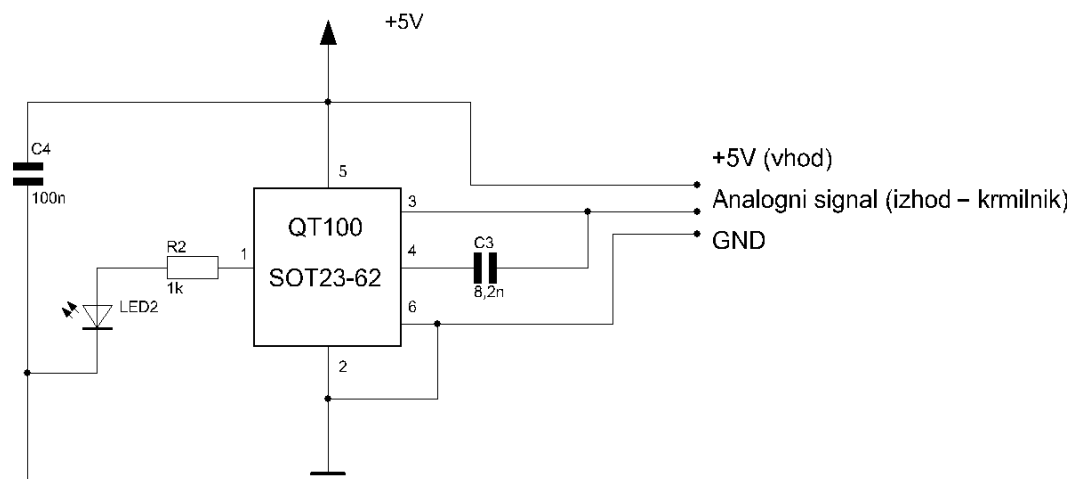 +5V
C4
100n
5
+5V (vhod)
3
Analogni signal (izhod – krmilnik)
QT100
GND
R2
1
4
C3
SOT23-62
1k
8,2n
LED2
6
2